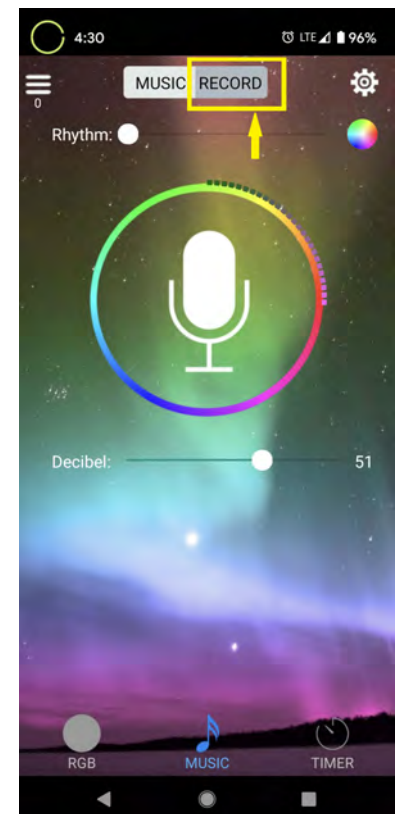 4:30 LTE 96%
0
MUSIC RECORD
Rhythm:
Decibel: 51
RGB MUSIC TIMER